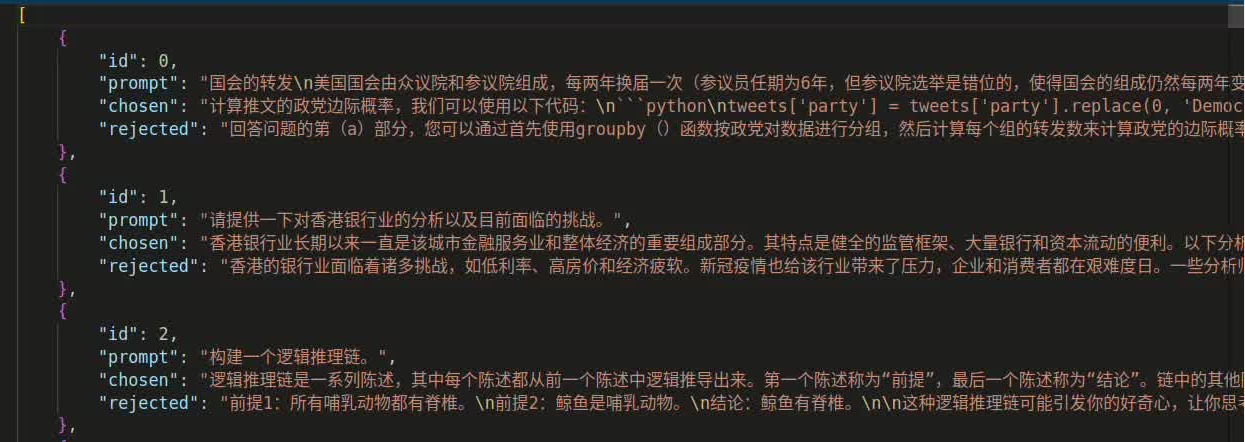 [
{
"id": 0,
"prompt": "国会的转发\n美国国会由众议院和参议院组成，每两年换届一次（参议员任期为6年，但参议院选举是错位的，使得国会的组成仍然每两年变
"chosen": "计算推文的政党边际概率，我们可以使用以下代码：\n```python\ntweets['party'] = tweets['party'].replace(0, 'Democ
"rejected": "回答问题的第（a）部分，您可以通过首先使用groupby（）函数按政党对数据进行分组，然后计算每个组的转发数来计算政党的边际概率
},
{
"id": 1,
"prompt": "请提供一下对香港银行业的分析以及目前面临的挑战。",
"chosen": "香港银行业长期以来一直是该城市金融服务业和整体经济的重要组成部分。其特点是健全的监管框架、大量银行和资本流动的便利。以下分析
"rejected": "香港的银行业面临着诸多挑战，如低利率、高房价和经济疲软。新冠疫情也给该行业带来了压力，企业和消费者都在艰难度日。一些分析师
},
{
"id": 2,
"prompt": "构建一个逻辑推理链。",
"chosen": "逻辑推理链是一系列陈述，其中每个陈述都从前一个陈述中逻辑推导出来。第一个陈述称为“前提”，最后一个陈述称为“结论”。链中的其他
"rejected": "前提1：所有哺乳动物都有脊椎。\n前提2：鲸鱼是哺乳动物。\n结论：鲸鱼有脊椎。\n\n这种逻辑推理链可能引发你的好奇心，让你思考
},